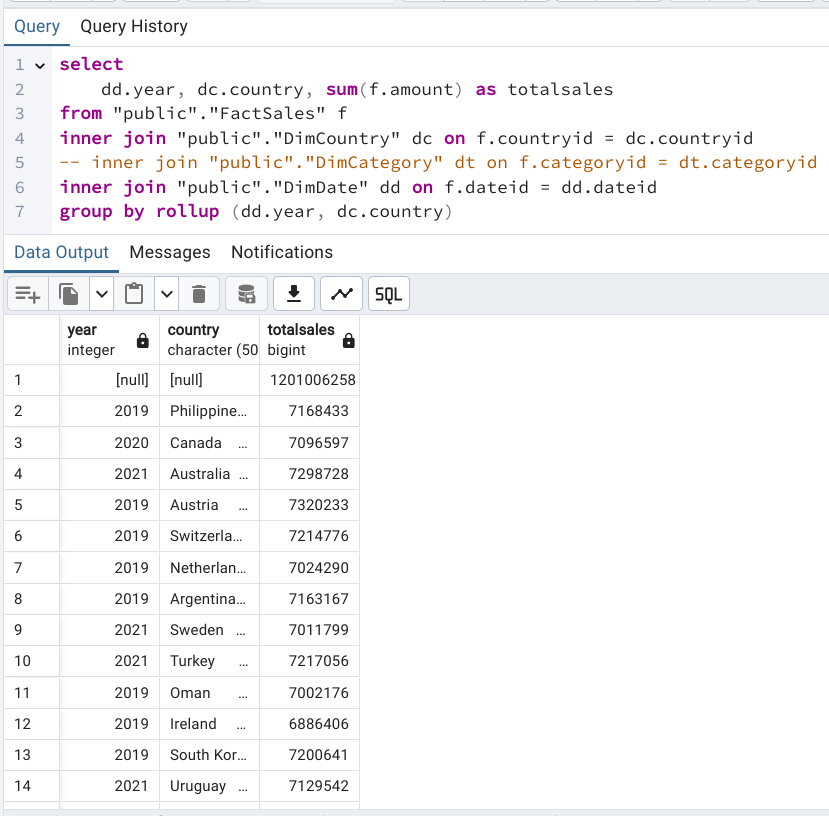 Query Query History
1 select
2 dd.year, dc.country, sum(f.amount) as totalsales
3 from "public"."FactSales" f
4 inner join "public"."DimCountry" dc on f.countryid = dc.countryid
5 -- inner join "public"."DimCategory" dt on f.categoryid = dt.categoryid
6 inner join "public"."DimDate" dd on f.dateid = dd.dateid
7 group by rollup (dd.year, dc.country)
Data Output Messages Notifications
SQL
year country totalsales
integer character (50 bigint
1 [null] [null] 1201006258
2 2019 Philippine... 7168433
3 2020 Canada ... 7096597
4 2021 Australia ... 7298728
5 2019 Austria ... 7320233
6 2019 Switzerla... 7214776
7 2019 Netherlan... 7024290
8 2019 Argentina... 7163167
9 2021 Sweden ... 7011799
10 2021 Turkey ... 7217056
11 2019 Oman ... 7002176
12 2019 Ireland ... 6886406
13 2019 South Kor... 7200641
14 2021 Uruguay ... 7129542